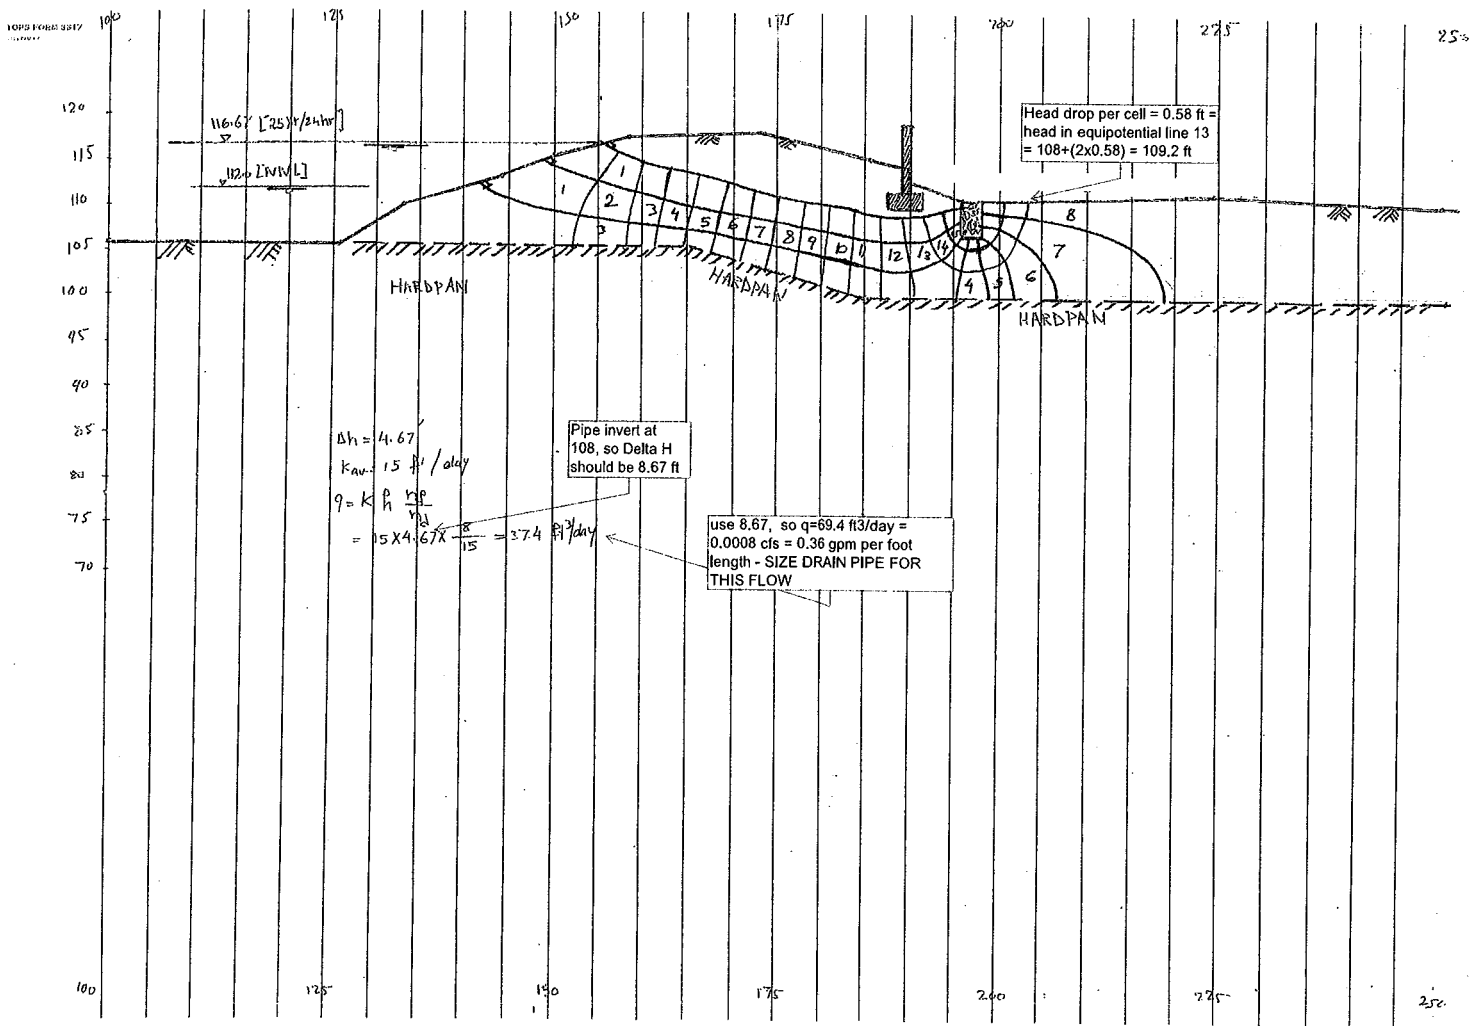 TOPS FORM 3317
100 125 150 175 200 225 250
120
116.67 [25yr/24hr]
115
112.0 [NWL]
110
105
100
95
90
85
80
75
70
Head drop per cell = 0.58 ft =
head in equipotential line 13
= 108+(2x0.58) = 109.2 ft
1 1 2 3 3 4 5 6 7 8 9 10 11 12 13 14 15
4 5 6 7 8
HARDPAN
HARDPAN
HARDPAN
Δh = 4.67'
Kav. 15 ft/day
q = K h nf/nd
= 15X4.67X 8/15 = 37.4 ft³/day
Pipe invert at
108, so Delta H
should be 8.67 ft
use 8.67, so q=69.4 ft3/day =
0.0008 cfs = 0.36 gpm per foot
length - SIZE DRAIN PIPE FOR
THIS FLOW
100 125 150 175 200 225 250